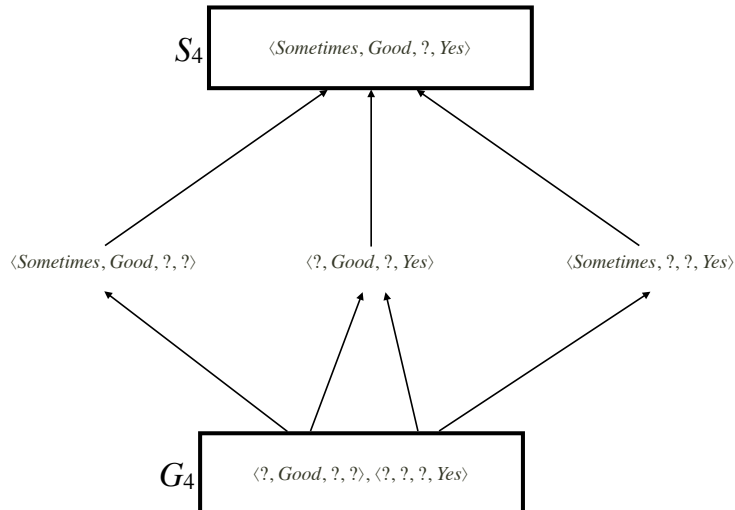 S4 ⟨Sometimes, Good, ?, Yes⟩
⟨Sometimes, Good, ?, ?⟩ ⟨?, Good, ?, Yes⟩ ⟨Sometimes, ?, ?, Yes⟩
G4 ⟨?, Good, ?, ?⟩, ⟨?, ?, ?, Yes⟩